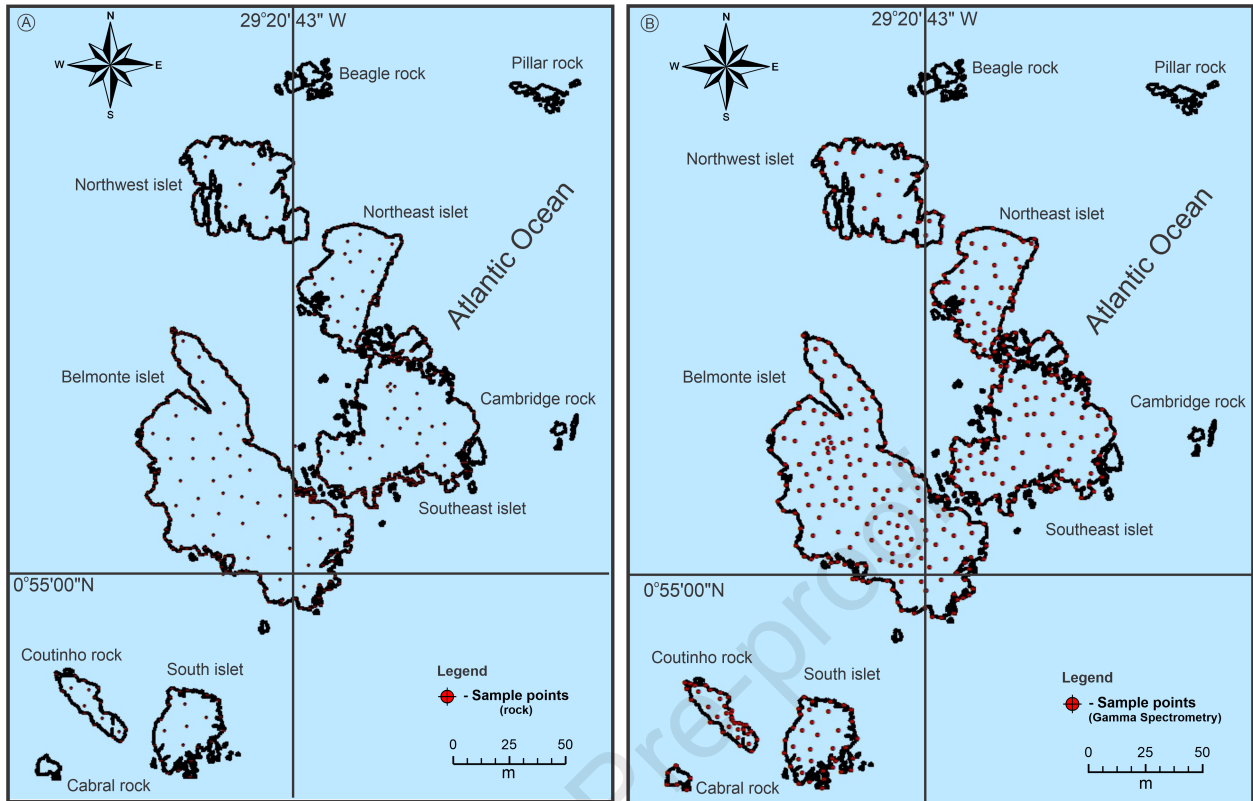 A
29°20'43" W
N
W
E
S
Beagle rock
Pillar rock
Northwest islet
Northeast islet
Atlantic Ocean
Belmonte islet
Cambridge rock
Southeast islet
0°55'00"N
Coutinho rock
South islet
Cabral rock
Legend
- Sample points
(rock)
0 25 50
m
B
29°20'43" W
N
W
E
S
Beagle rock
Pillar rock
Northwest islet
Northeast islet
Atlantic Ocean
Belmonte islet
Cambridge rock
Southeast islet
0°55'00"N
Coutinho rock
South islet
Cabral rock
Legend
- Sample points
(Gamma Spectrometry)
0 25 50
m
Pre-proof